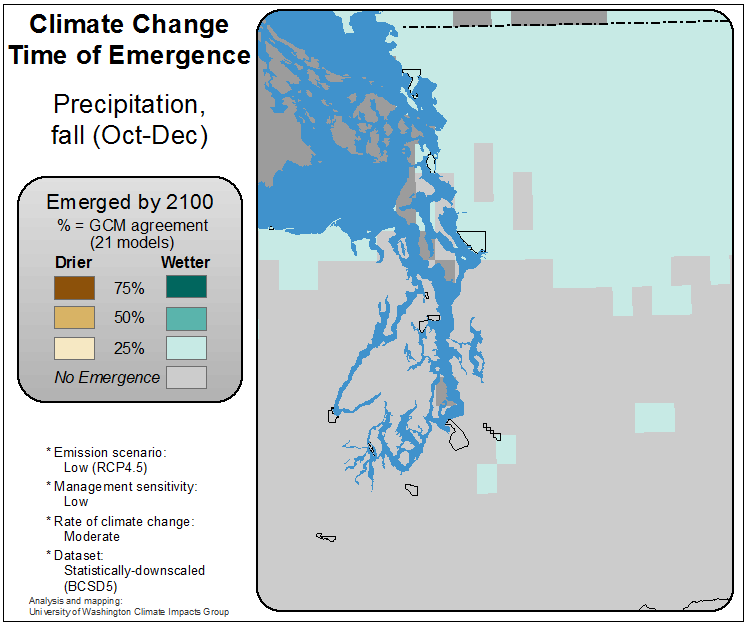 Climate Change
Time of Emergence
Precipitation,
fall (Oct-Dec)
Emerged by 2100
% = GCM agreement
(21 models)
Drier Wetter
75%
50%
25%
No Emergence
* Emission scenario:
Low (RCP4.5)
* Management sensitivity:
Low
* Rate of climate change:
Moderate
* Dataset:
Statistically-downscaled
(BCSD5)
Analysis and mapping:
University of Washington Climate Impacts Group